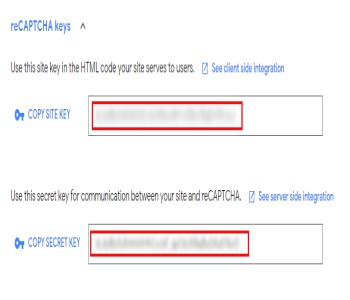 reCAPTCHA keys
Use this site key in the HTML code your site serves to users. See client side integration
COPY SITE KEY
Use this secret key for communication between your site and reCAPTCHA. See server side integration
COPY SECRET KEY